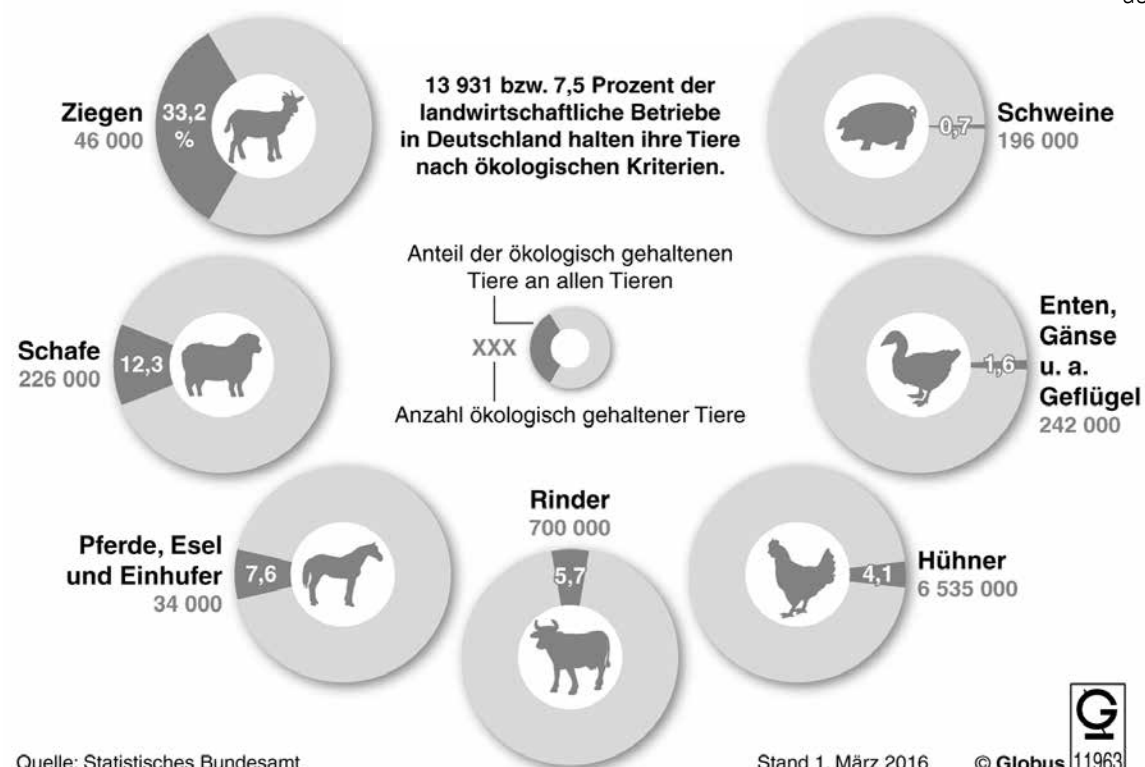 13 931 bzw. 7,5 Prozent der
landwirtschaftliche Betriebe
in Deutschland halten ihre Tiere
nach ökologischen Kriterien.
Ziegen
46 000
33,2
%
Schweine
196 000
0,7
Anteil der ökologisch gehaltenen
Tiere an allen Tieren
XXX
Anzahl ökologisch gehaltener Tiere
Schafe
226 000
12,3
Enten,
Gänse
u. a.
Geflügel
242 000
1,6
Pferde, Esel
und Einhufer
34 000
7,6
Rinder
700 000
5,7
Hühner
6 535 000
4,1
Quelle: Statistisches Bundesamt
Stand 1. März 2016
© Globus
G
11963